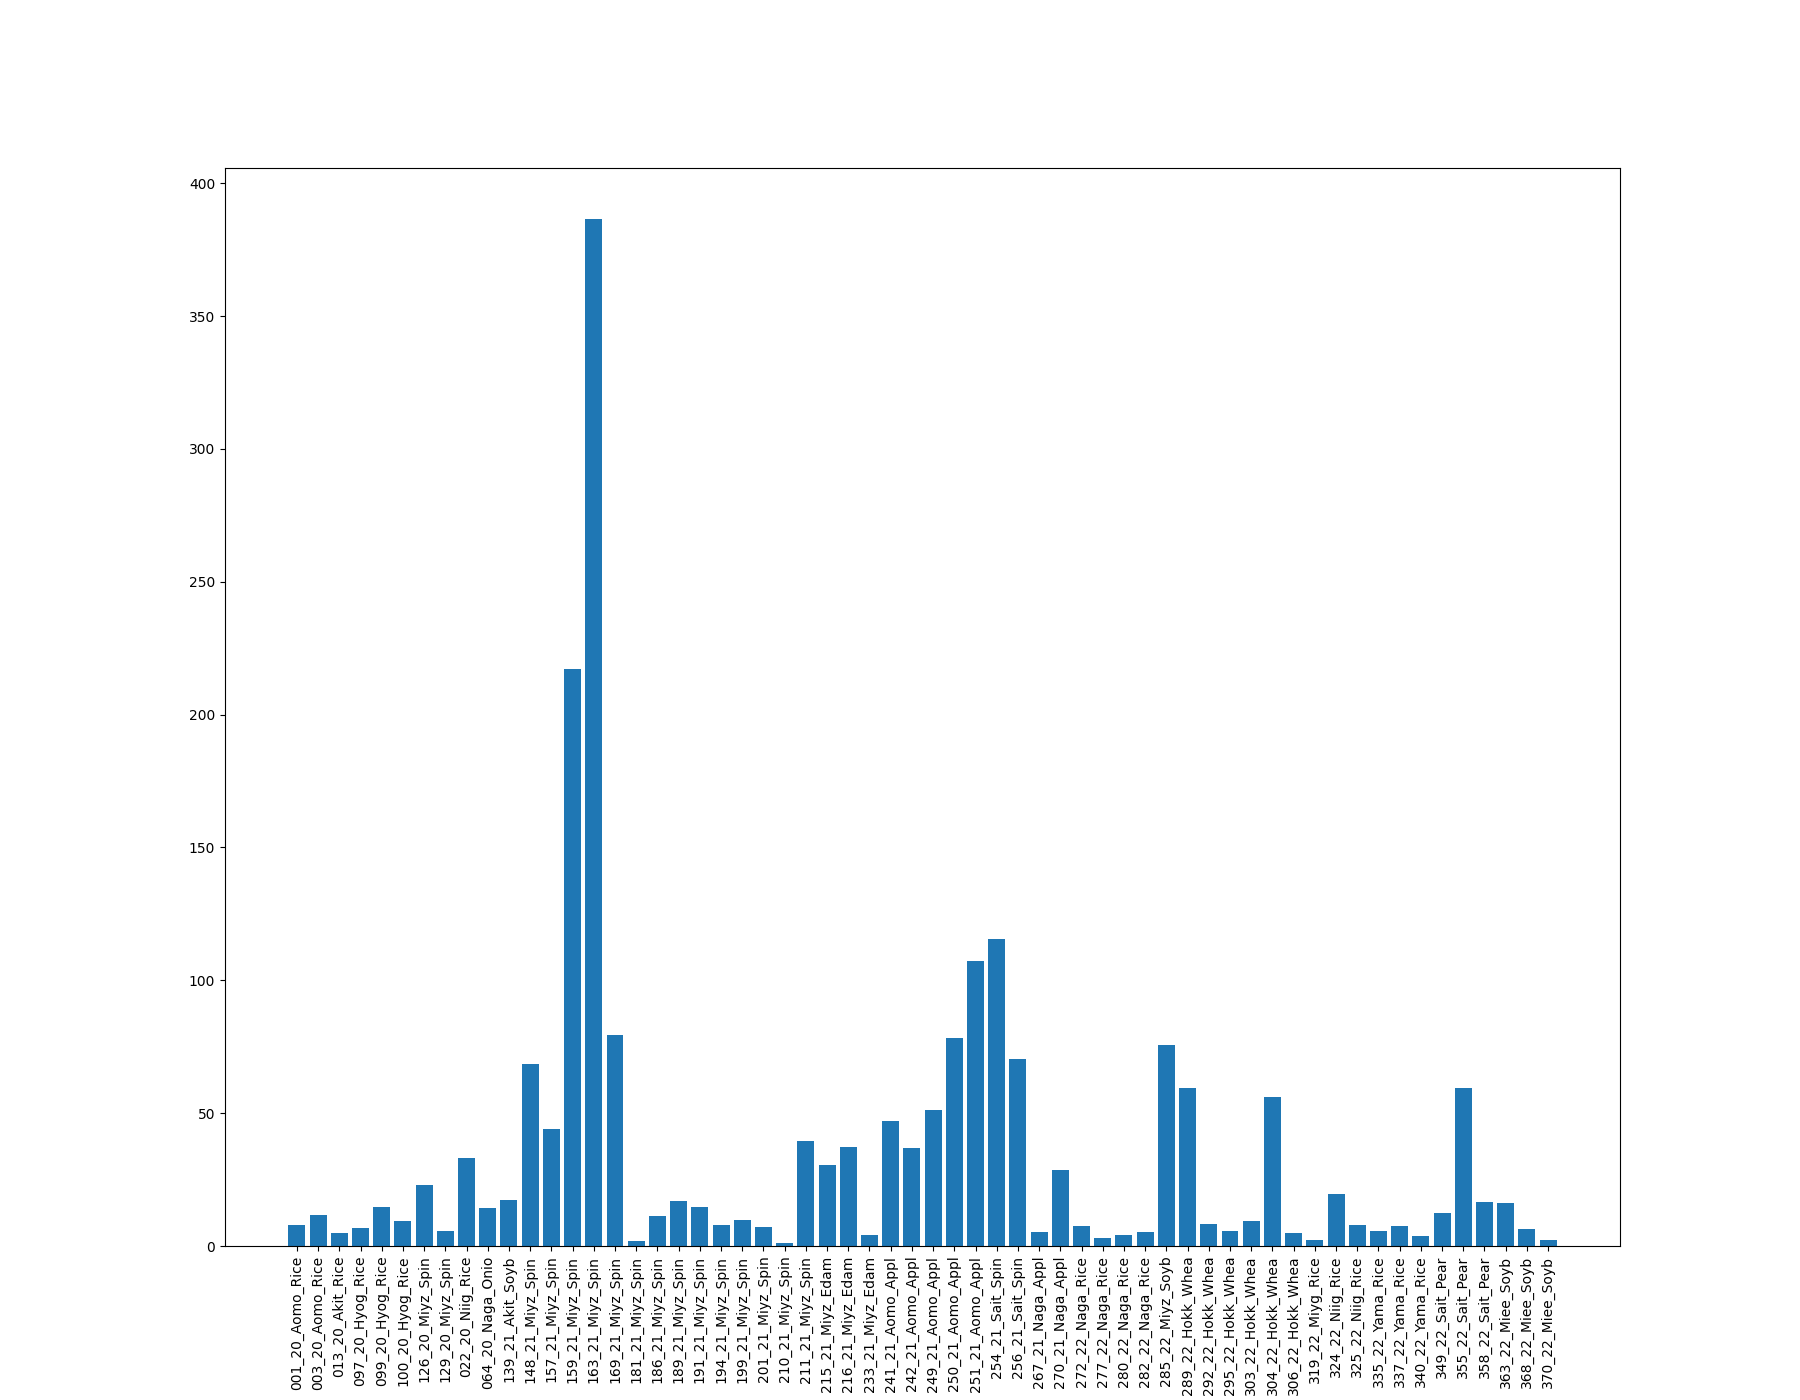 400
350
300
250
200
150
100
50
0
001_20_Aomo_Rice
003_20_Aomo_Rice
013_20_Akit_Rice
097_20_Hyog_Rice
099_20_Hyog_Rice
100_20_Hyog_Rice
126_20_Miyz_Spin
129_20_Miyz_Spin
022_20_Niig_Rice
064_20_Naga_Onio
139_21_Akit_Soyb
148_21_Miyz_Spin
157_21_Miyz_Spin
159_21_Miyz_Spin
163_21_Miyz_Spin
169_21_Miyz_Spin
181_21_Miyz_Spin
186_21_Miyz_Spin
189_21_Miyz_Spin
191_21_Miyz_Spin
194_21_Miyz_Spin
199_21_Miyz_Spin
201_21_Miyz_Spin
210_21_Miyz_Spin
211_21_Miyz_Spin
215_21_Miyz_Edam
216_21_Miyz_Edam
233_21_Miyz_Edam
241_21_Aomo_Appl
242_21_Aomo_Appl
249_21_Aomo_Appl
250_21_Aomo_Appl
251_21_Aomo_Appl
254_21_Sait_Spin
256_21_Sait_Spin
267_21_Naga_Appl
270_21_Naga_Appl
272_22_Naga_Rice
277_22_Naga_Rice
280_22_Naga_Rice
282_22_Naga_Rice
285_22_Miyz_Soyb
289_22_Hokk_Whea
292_22_Hokk_Whea
295_22_Hokk_Whea
303_22_Hokk_Whea
304_22_Hokk_Whea
306_22_Hokk_Whea
319_22_Miyg_Rice
324_22_Niig_Rice
325_22_Niig_Rice
335_22_Yama_Rice
337_22_Yama_Rice
340_22_Yama_Rice
349_22_Sait_Pear
355_22_Sait_Pear
358_22_Sait_Pear
363_22_Miee_Soyb
368_22_Miee_Soyb
370_22_Miee_Soyb